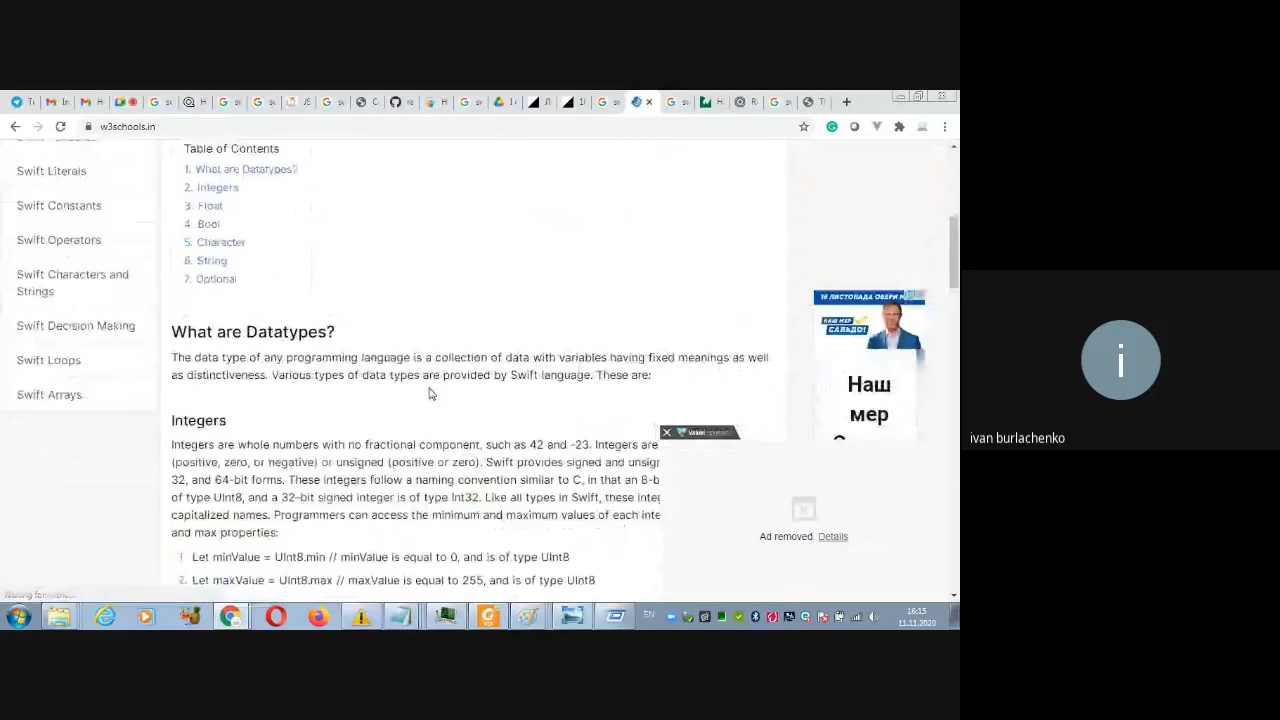 w3schools.in
Table of Contents
1. What are Datatypes?
2. Integers
3. Float
4. Bool
5. Character
6. String
7. Optional
Swift Literals
Swift Constants
Swift Operators
Swift Characters and
Strings
Swift Decision Making
Swift Loops
Swift Arrays
What are Datatypes?
The data type of any programming language is a collection of data with variables having fixed meanings as well
as distinctiveness. Various types of data types are provided by Swift language. These are:
Integers
Integers are whole numbers with no fractional component, such as 42 and -23. Integers are
(positive, zero, or negative) or unsigned (positive or zero). Swift provides signed and unsign
32, and 64-bit forms. These integers follow a naming convention similar to C, in that an 8-b
of type UInt8, and a 32-bit signed integer is of type Int32. Like all types in Swift, these integ
capitalized names. Programmers can access the minimum and maximum values of each inte
and max properties:
1 Let minValue = UInt8.min // minValue is equal to 0, and is of type UInt8
2. Let maxValue = UInt8.max // maxValue is equal to 255, and is of type UInt8
15 ЛИСТОПАДА ОБЕРИ
НАШ МЕР
САЛЬДО!
Наш
мер
Ad removed. Details
EN
16:15
11.11.2020
i
ivan burlachenko